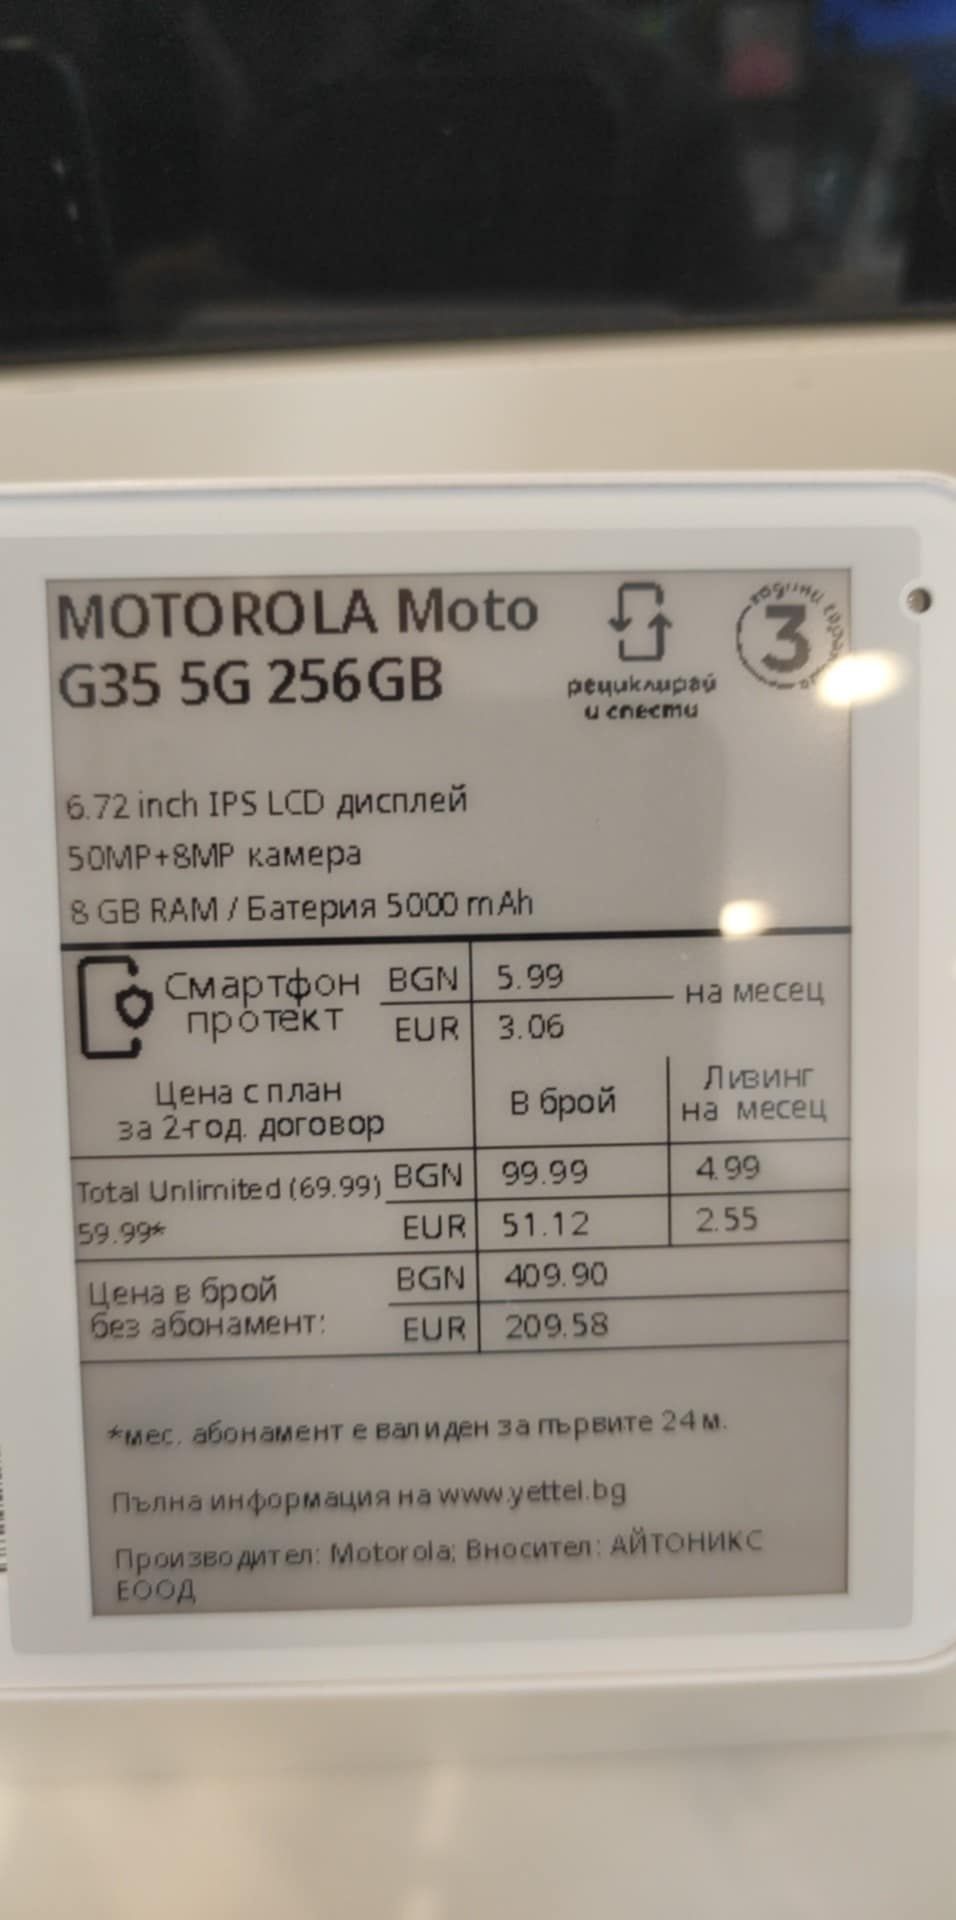 MOTOROLA Moto
G35 5G 256GB
рециклирай
и спести
години
3
6.72 inch IPS LCD дисплей
50MP+8MP камера
8 GB RAM / Батерия 5000 mAh
Смартфон
протект
BGN 5.99
EUR 3.06
на месец
Цена с план
за 2-год. договор
В брой
Ливинг
на месец
Total Unlimited (69.99)
59.99*
BGN 99.99 4.99
EUR 51.12 2.55
Цена в брой
без абонамент:
BGN 409.90
EUR 209.58
*мес. абонамент е валиден за първите 24 м.
Пълна информация на www.yettel.bg
Производител: Motorola; Вносител: АЙТОНИКС
ЕООД